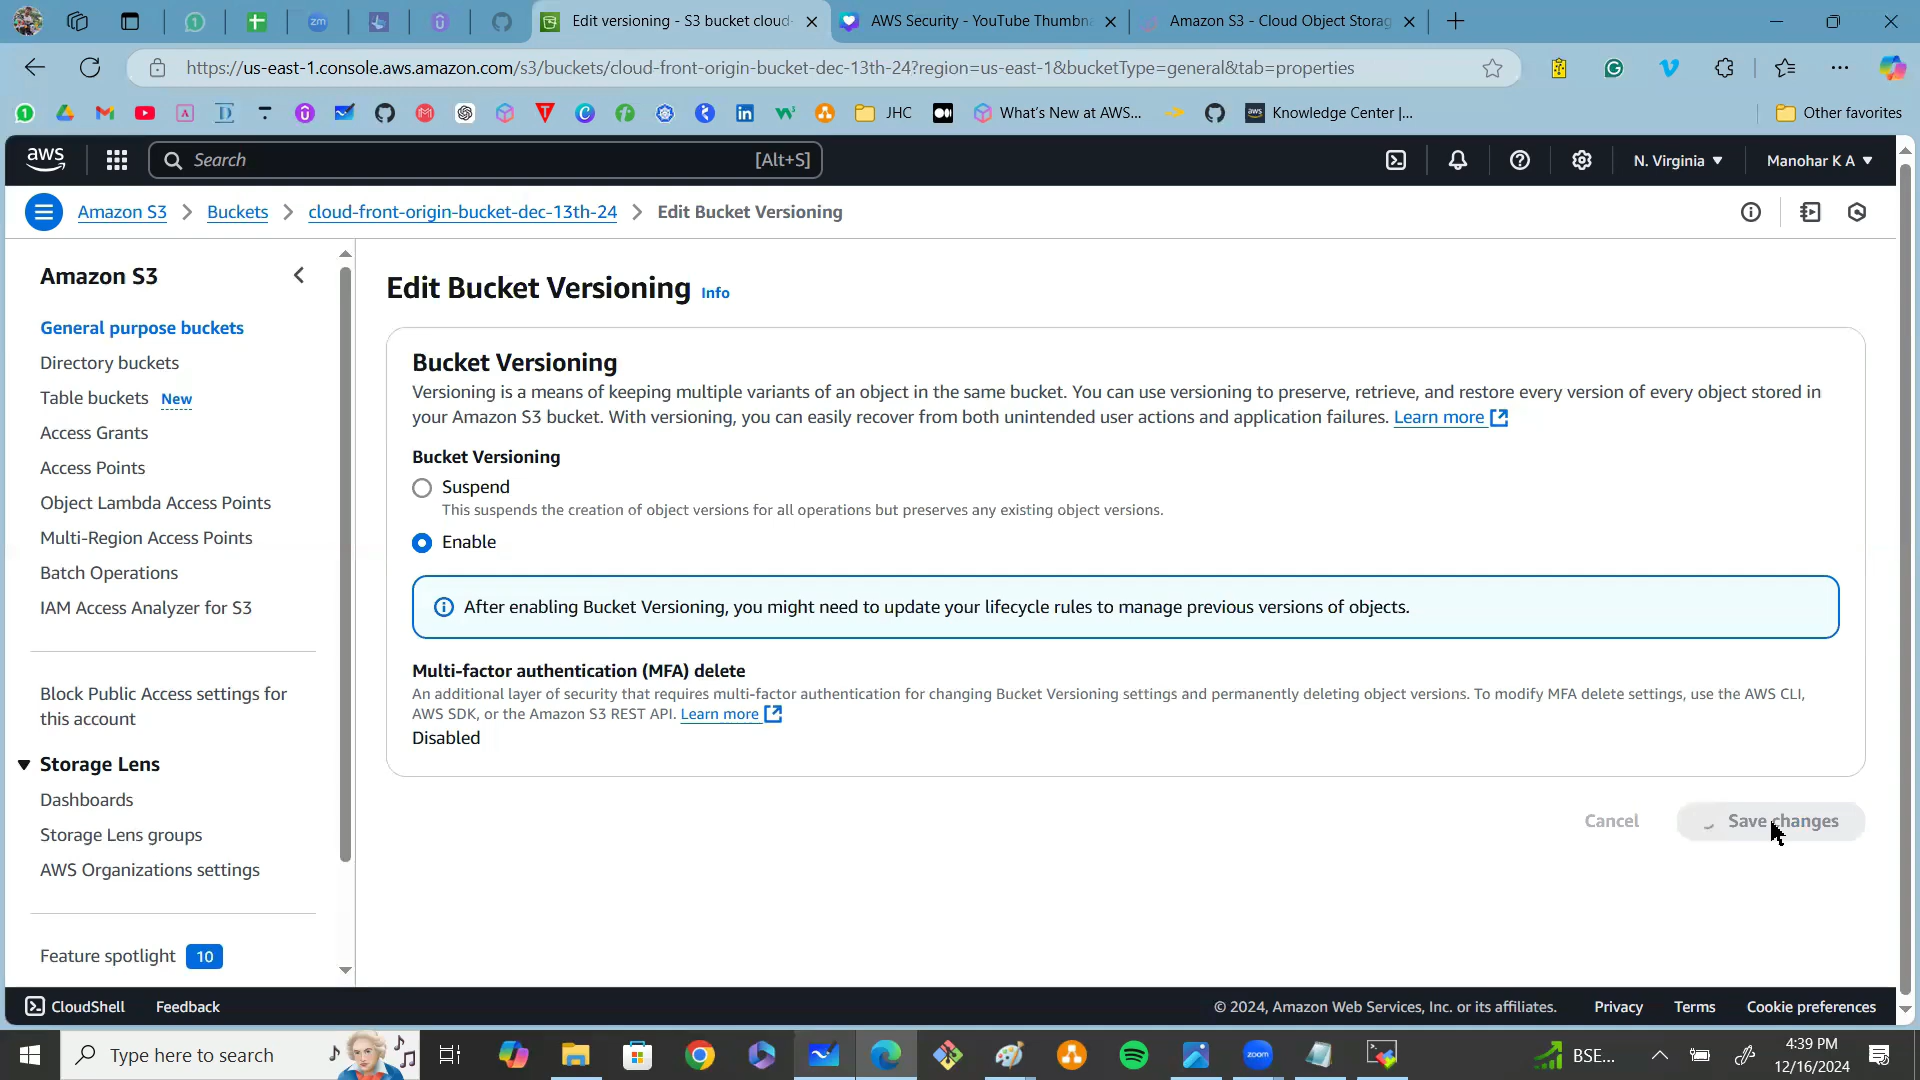 Edit versioning - S3 bucket cloud-
AWS Security - YouTube Thumbn
Amazon S3 - Cloud Object Storag
https://us-east-1.console.aws.amazon.com/s3/buckets/cloud-front-origin-bucket-dec-13th-24?region=us-east-1&bucketType=general&tab=properties
JHC
What's New at AWS...
Knowledge Center |...
Other favorites
aws
Search
[Alt+S]
N. Virginia
Manohar K A
Amazon S3
Buckets
cloud-front-origin-bucket-dec-13th-24
Edit Bucket Versioning
Amazon S3
General purpose buckets
Directory buckets
Table buckets New
Access Grants
Access Points
Object Lambda Access Points
Multi-Region Access Points
Batch Operations
IAM Access Analyzer for S3
Block Public Access settings for
this account
Storage Lens
Dashboards
Storage Lens groups
AWS Organizations settings
Feature spotlight 10
Edit Bucket Versioning Info
Bucket Versioning
Versioning is a means of keeping multiple variants of an object in the same bucket. You can use versioning to preserve, retrieve, and restore every version of every object stored in
your Amazon S3 bucket. With versioning, you can easily recover from both unintended user actions and application failures. Learn more
Bucket Versioning
Suspend
This suspends the creation of object versions for all operations but preserves any existing object versions.
Enable
After enabling Bucket Versioning, you might need to update your lifecycle rules to manage previous versions of objects.
Multi-factor authentication (MFA) delete
An additional layer of security that requires multi-factor authentication for changing Bucket Versioning settings and permanently deleting object versions. To modify MFA delete settings, use the AWS CLI,
AWS SDK, or the Amazon S3 REST API. Learn more
Disabled
Cancel
Save changes
CloudShell
Feedback
© 2024, Amazon Web Services, Inc. or its affiliates.
Privacy
Terms
Cookie preferences
Type here to search
zoom
BSE...
4:39 PM
12/16/2024